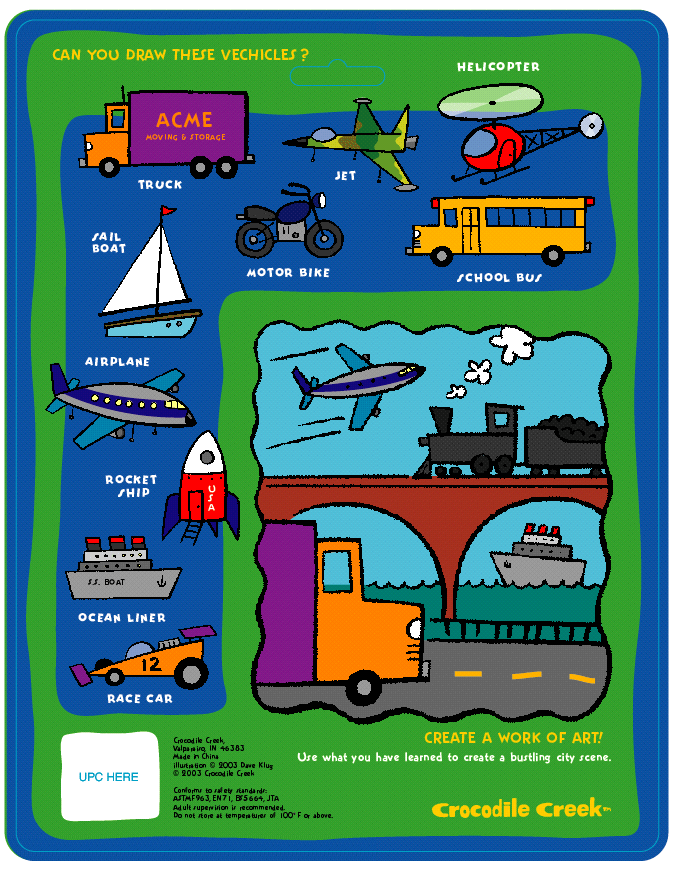 CAN YOU DRAW THESE VECHICLES?
HELICOPTER
ACME
MOVING & STORAGE
JET
TRUCK
SAIL
BOAT
MOTOR BIKE
SCHOOL BUS
AIRPLANE
ROCKET
SHIP
USA
S.S. BOAT
OCEAN LINER
12
RACE CAR
CREATE A WORK OF ART!
Use what you have learned to create a bustling city scene.
UPC HERE
Crocodile Creek,
Valparaiso, IN 46383
Made in China
Illustration © 2003 Dave Klug
© 2003 Crocodile Creek
Conforms to safety standards:
ASTMF963, EN71, BS5664, JTA
Adult supervision is recommended.
Do not store at temperatures of 100°F or above.
Crocodile Creek™